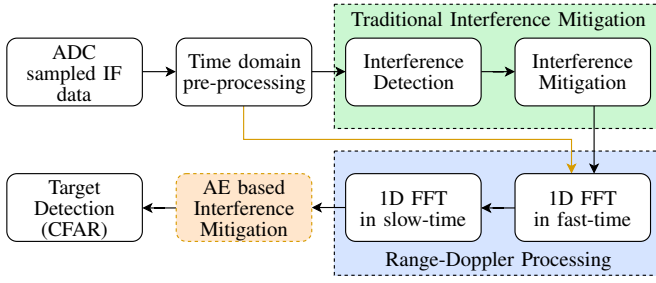 Traditional Interference Mitigation
ADC
sampled IF
data
Time domain
pre-processing
Interference
Detection
Interference
Mitigation
Target
Detection
(CFAR)
AE based
Interference
Mitigation
1D FFT
in slow-time
1D FFT
in fast-time
Range-Doppler Processing